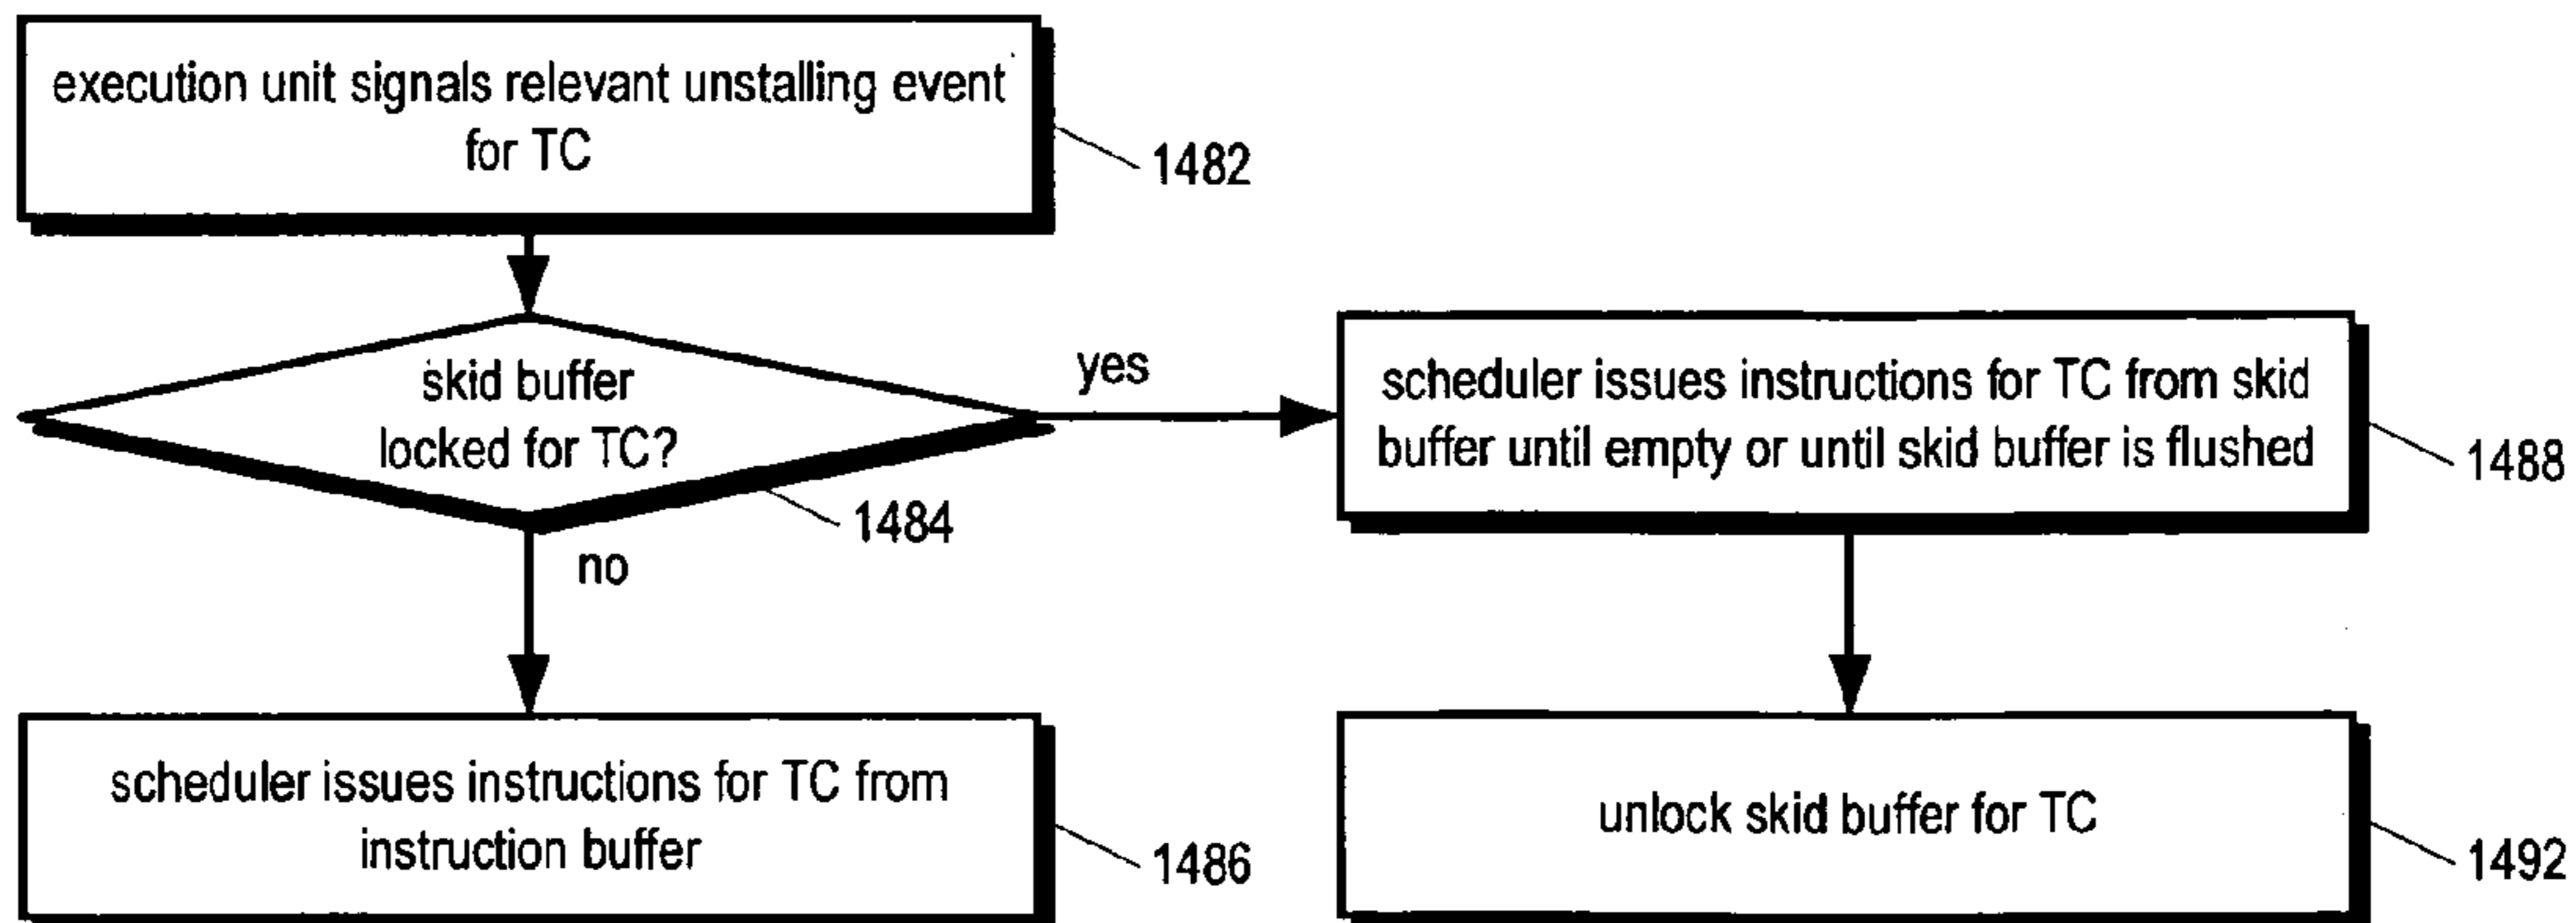 execution unit signals relevant unstalling event
for TC
1482
skid buffer
locked for TC?
1484
yes
no
scheduler issues instructions for TC from skid
buffer until empty or until skid buffer is flushed
1488
scheduler issues instructions for TC from
instruction buffer
1486
unlock skid buffer for TC
1492